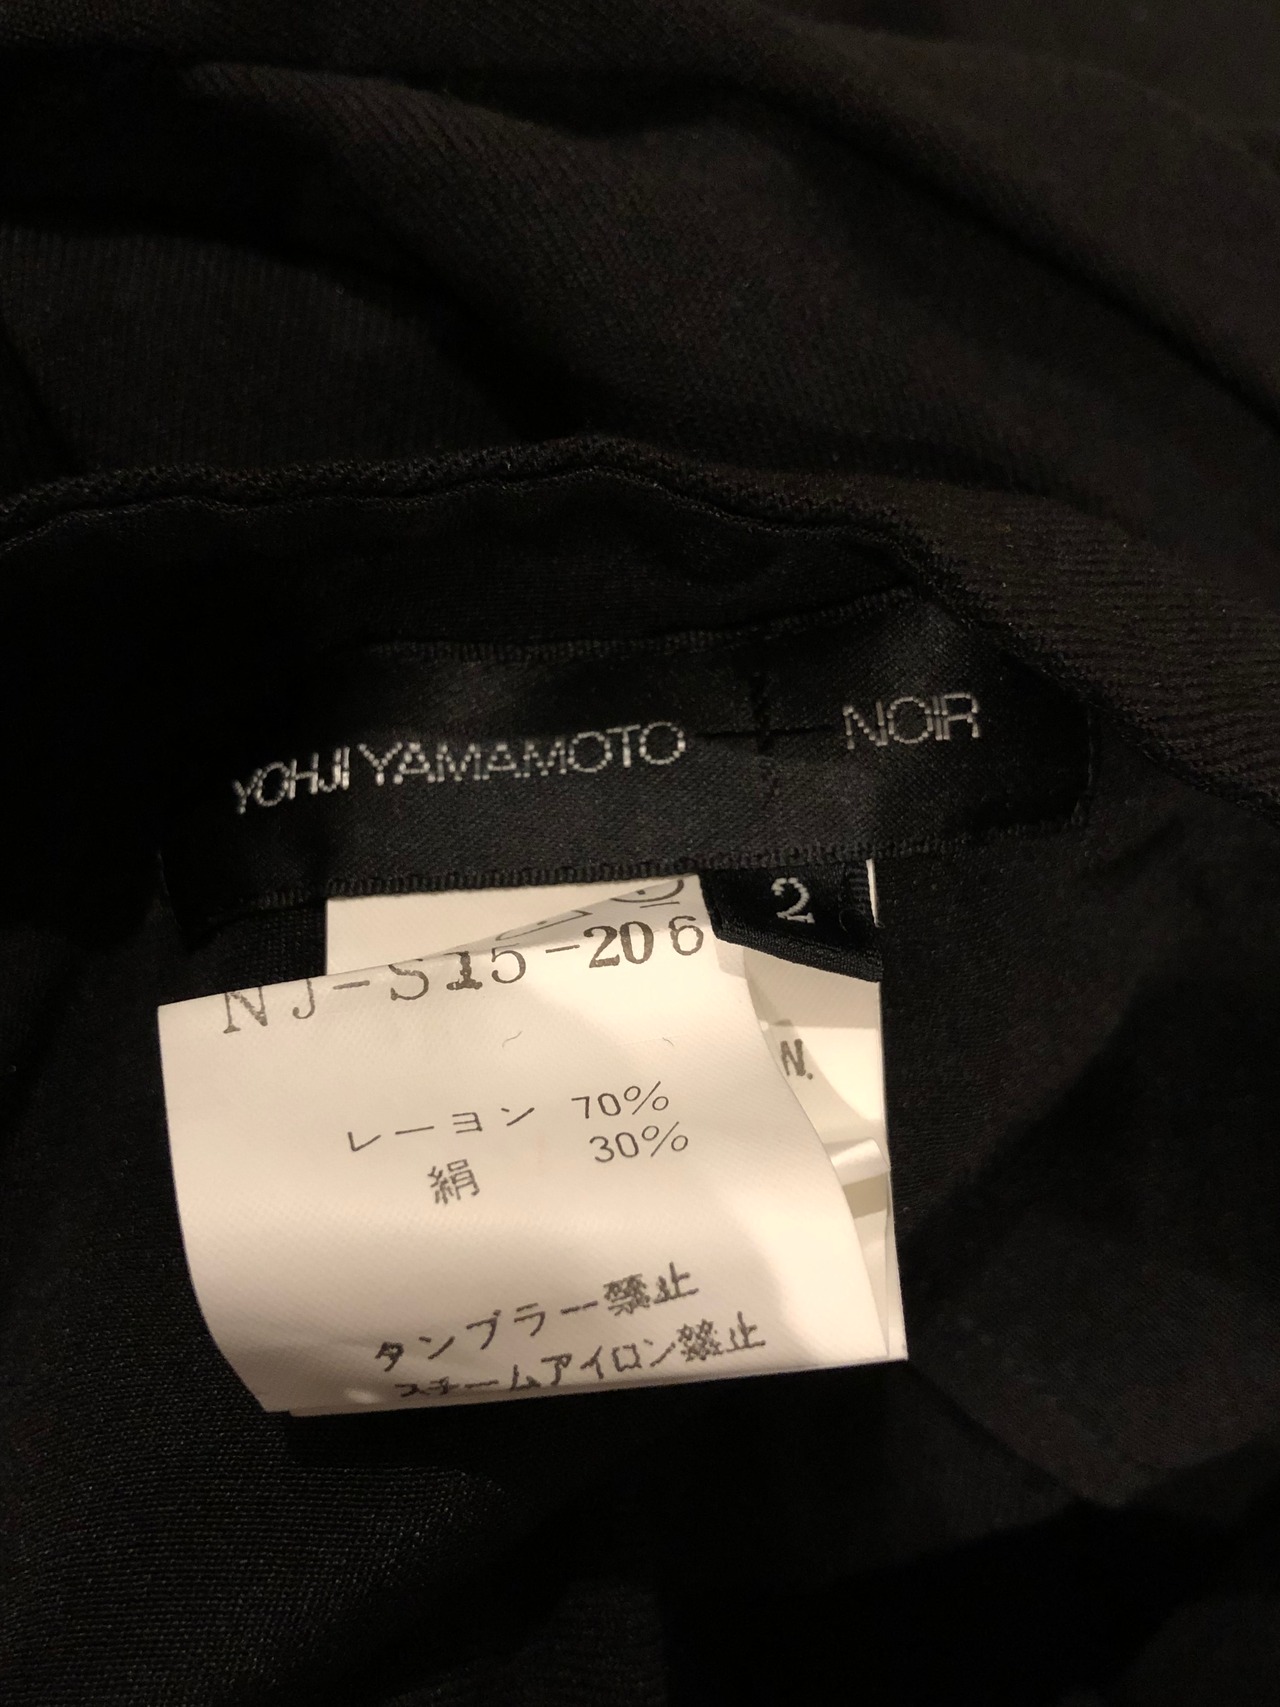 YOHJI YAMAMOTO + NOIR
2
NJ-S15-206
N.
レーヨン 70%
絹 30%
タンブラー禁止
スチームアイロン禁止